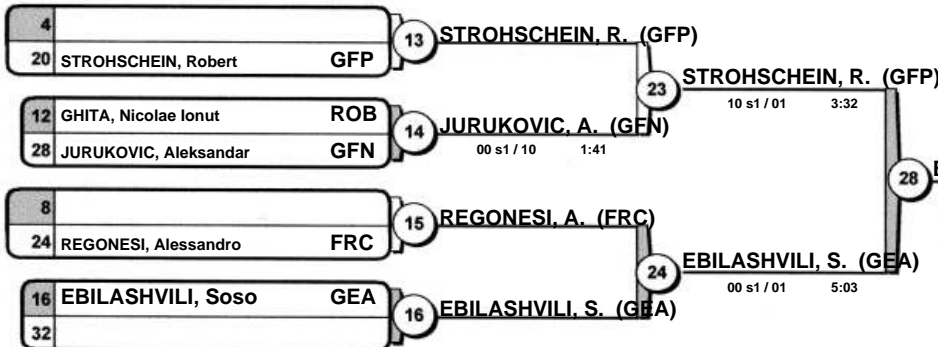 4
20 STROHSCHEIN, Robert GFP
13 STROHSCHEIN, R. (GFP)
12 GHITA, Nicolae Ionut ROB
28 JURUKOVIC, Aleksandar GFN
14 JURUKOVIC, A. (GFN)
00 s1 / 10 1:41
23 STROHSCHEIN, R. (GFP)
10 s1 / 01 3:32
8
24 REGONESI, Alessandro FRC
15 REGONESI, A. (FRC)
16 EBILASHVILI, Soso GEA
32
16 EBILASHVILI, S. (GEA)
24 EBILASHVILI, S. (GEA)
00 s1 / 01 5:03
28